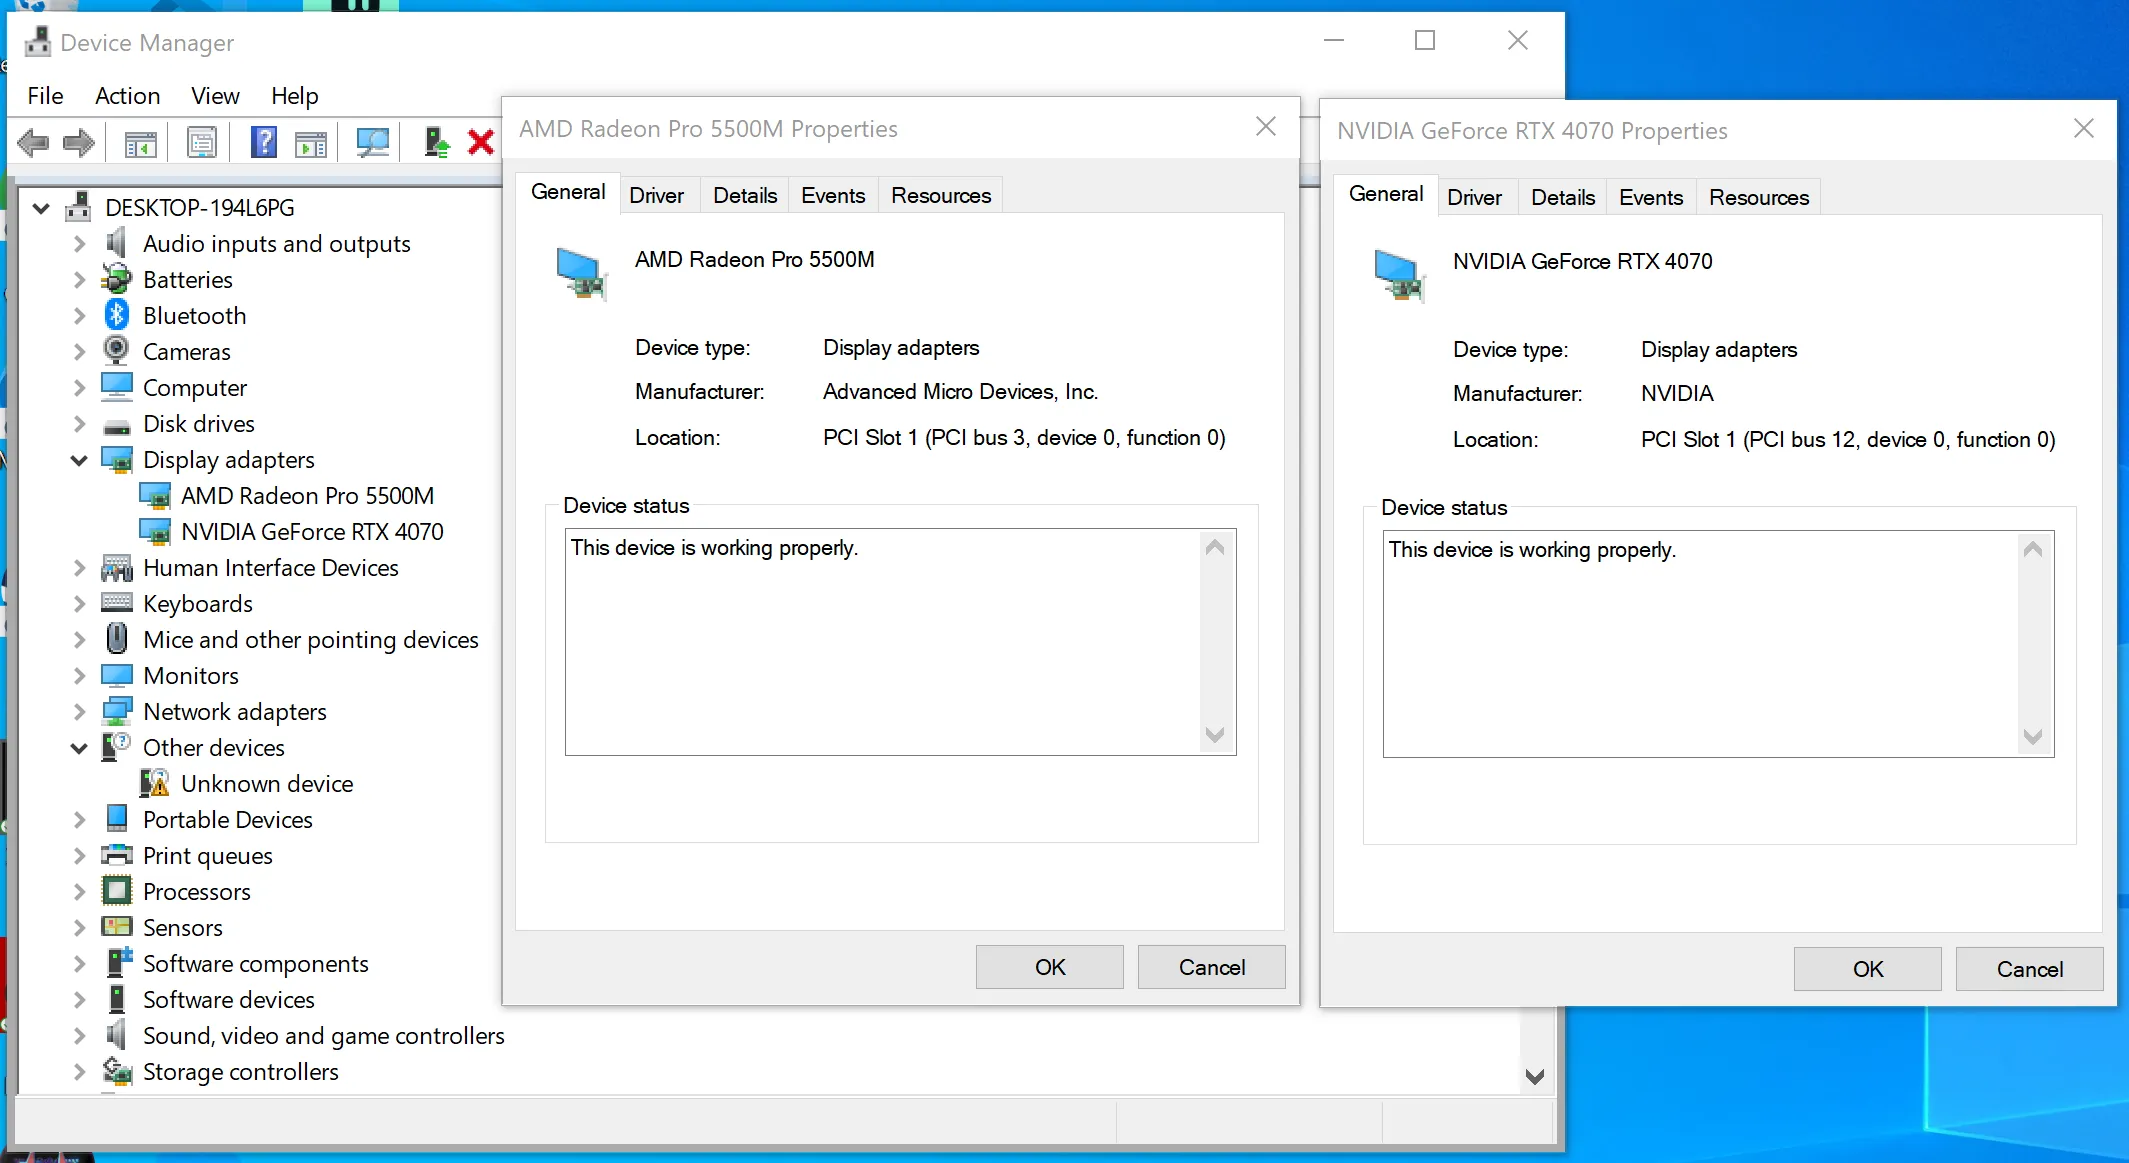 Device Manager
File Action View Help
DESKTOP-194L6PG
Audio inputs and outputs
Batteries
Bluetooth
Cameras
Computer
Disk drives
Display adapters
AMD Radeon Pro 5500M
NVIDIA GeForce RTX 4070
Human Interface Devices
Keyboards
Mice and other pointing devices
Monitors
Network adapters
Other devices
Unknown device
Portable Devices
Print queues
Processors
Sensors
Software components
Software devices
Sound, video and game controllers
Storage controllers
AMD Radeon Pro 5500M Properties
General Driver Details Events Resources
AMD Radeon Pro 5500M
Device type: Display adapters
Manufacturer: Advanced Micro Devices, Inc.
Location: PCI Slot 1 (PCI bus 3, device 0, function 0)
Device status
This device is working properly.
OK Cancel
NVIDIA GeForce RTX 4070 Properties
General Driver Details Events Resources
NVIDIA GeForce RTX 4070
Device type: Display adapters
Manufacturer: NVIDIA
Location: PCI Slot 1 (PCI bus 12, device 0, function 0)
Device status
This device is working properly.
OK Cancel